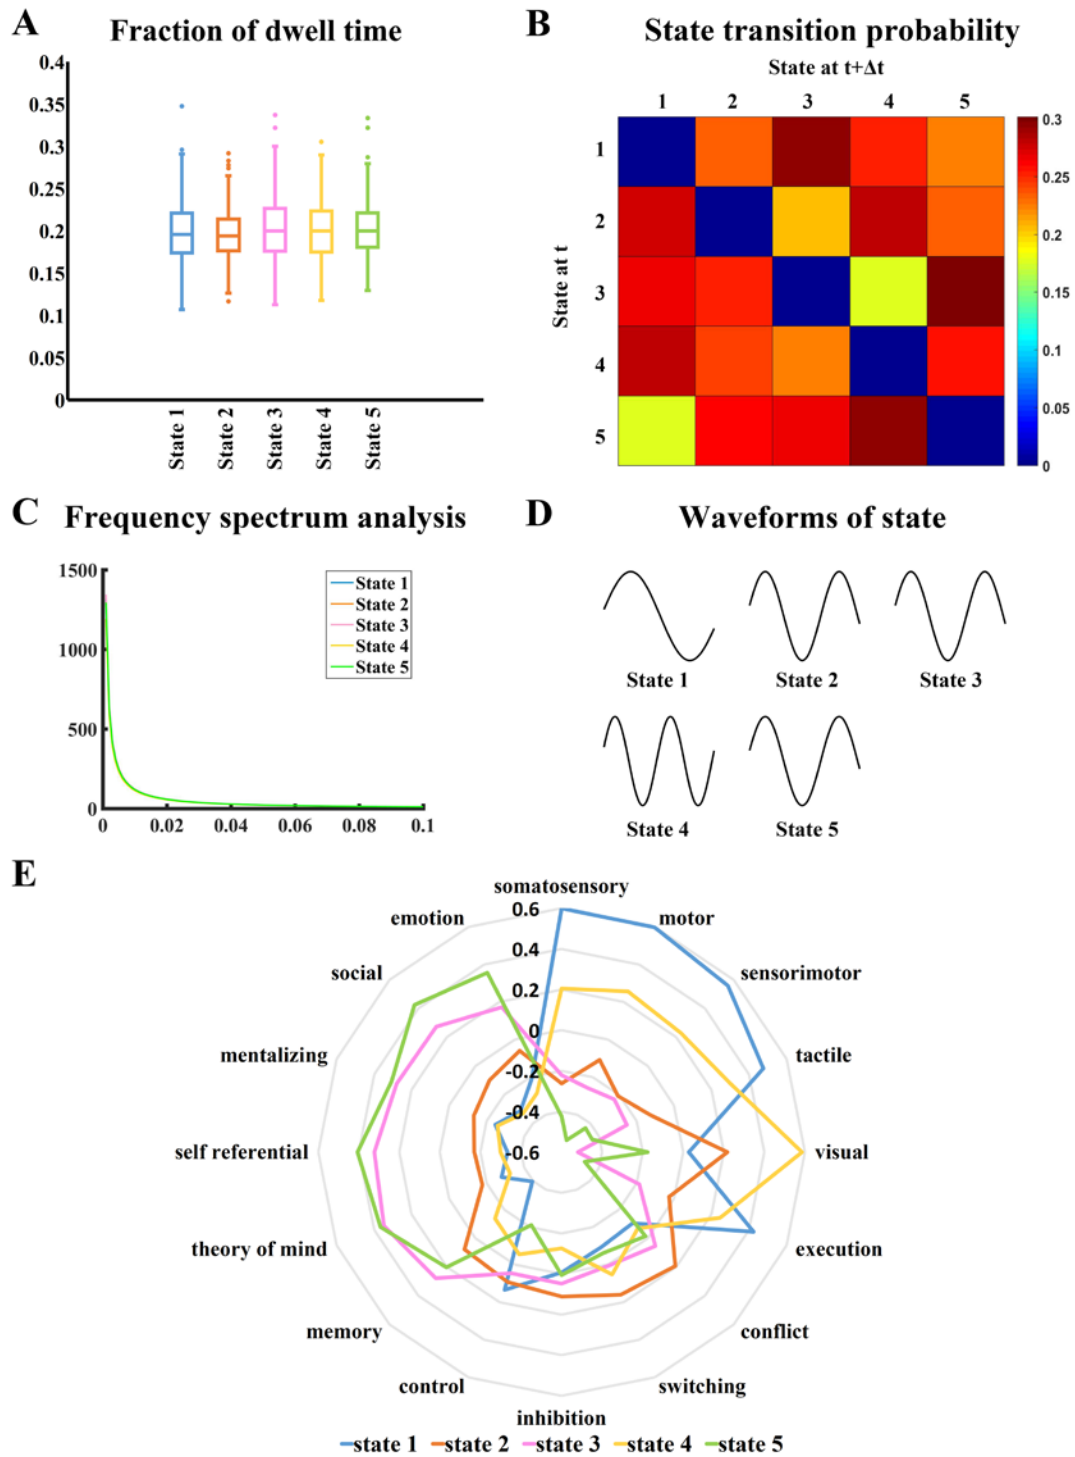 A
Fraction of dwell time
0.4
0.35
0.3
0.25
0.2
0.15
0.1
0.05
0
State 1
State 2
State 3
State 4
State 5
B
State transition probability
State at t+Δt
1 2 3 4 5
State at t
1
2
3
4
5
0.3
0.25
0.2
0.15
0.1
0.05
0
C
Frequency spectrum analysis
1500
1000
500
0
0 0.02 0.04 0.06 0.08 0.1
State 1
State 2
State 3
State 4
State 5
D
Waveforms of state
State 1 State 2 State 3
State 4 State 5
E
somatosensory
motor
sensorimotor
tactile
visual
execution
conflict
switching
inhibition
control
memory
theory of mind
self referential
mentalizing
social
emotion
0.6
0.4
0.2
0
-0.2
-0.4
-0.6
state 1 state 2 state 3 state 4 state 5